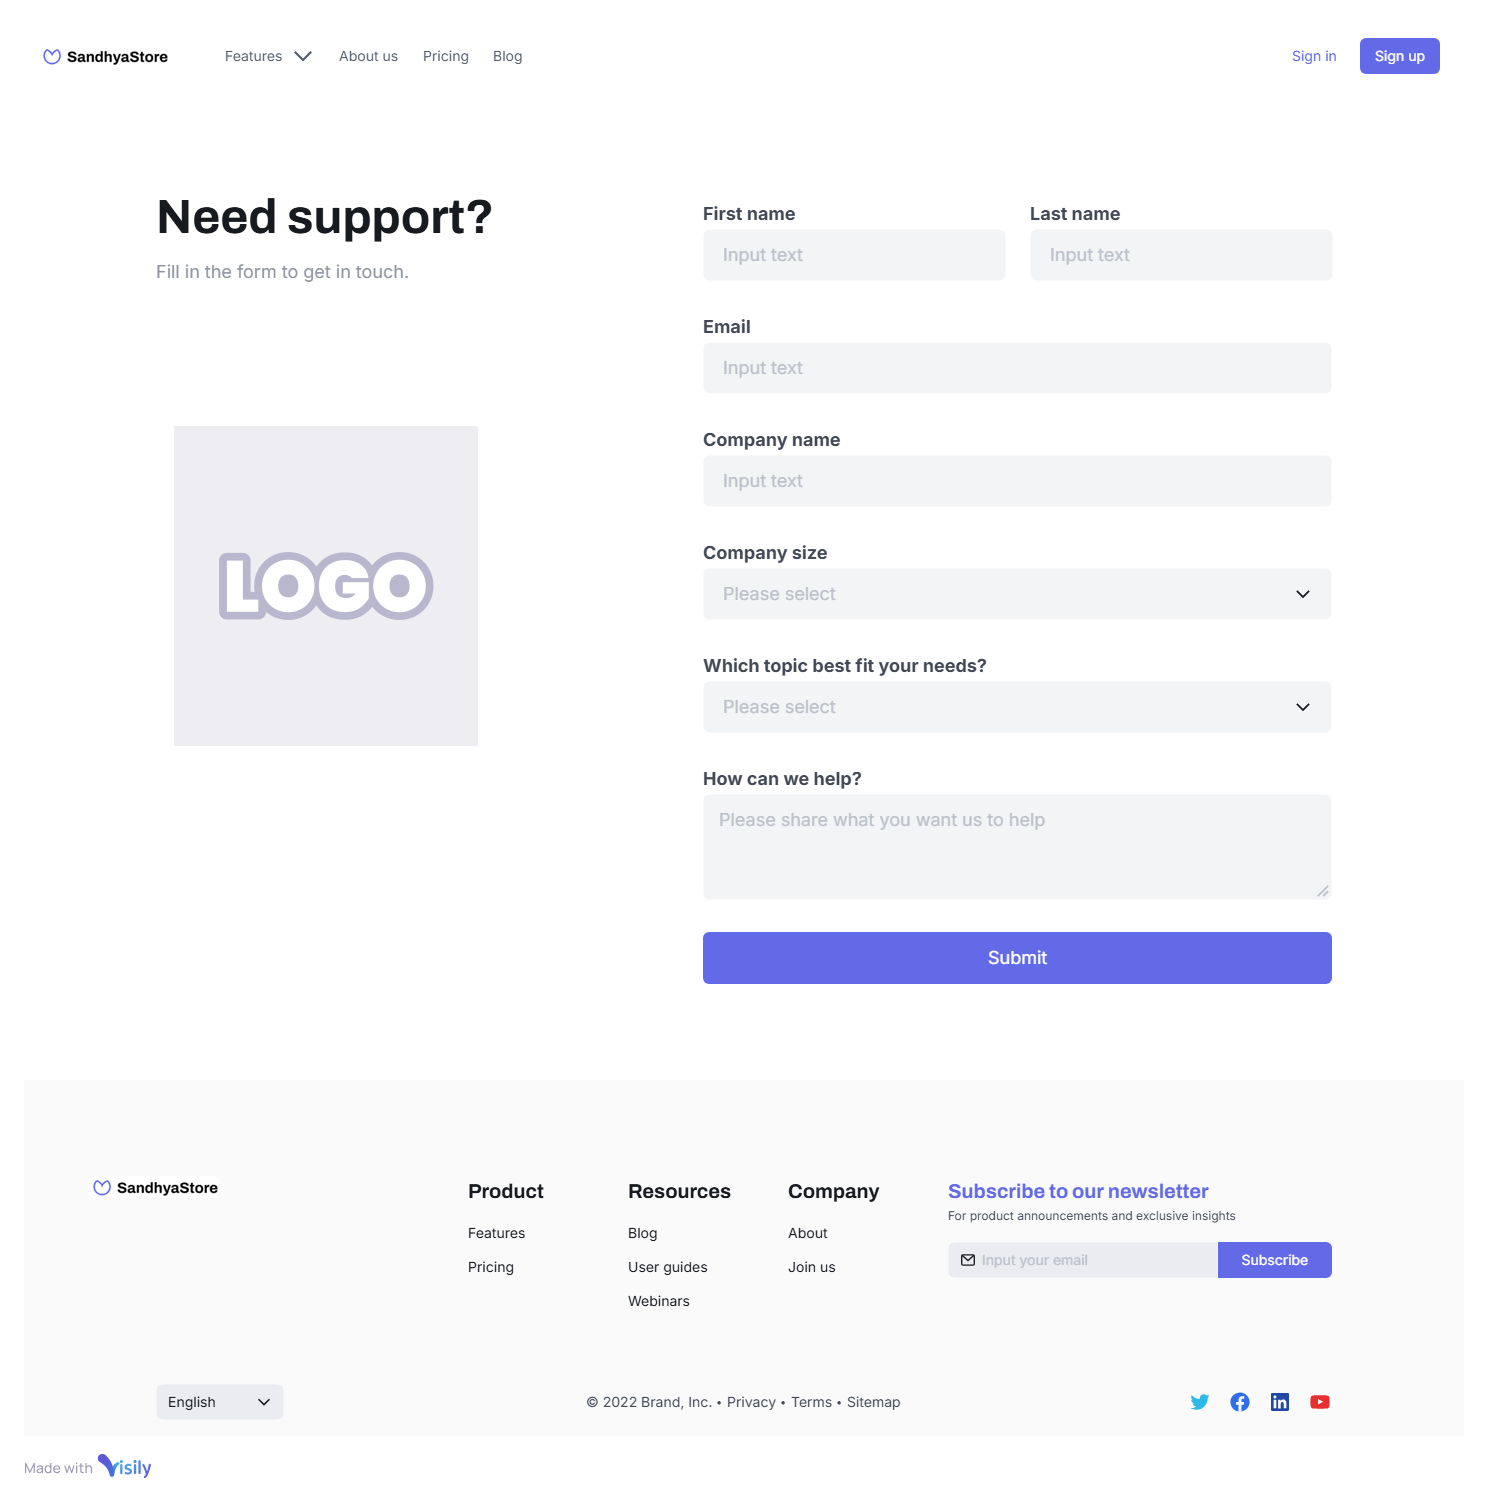 SandhyaStore
Features
About us
Pricing
Blog
Sign in
Sign up
Need support?
Fill in the form to get in touch.
LOGO
First name
Last name
Input text
Input text
Email
Input text
Company name
Input text
Company size
Please select
Which topic best fit your needs?
Please select
How can we help?
Please share what you want us to help
Submit
SandhyaStore
Product
Features
Pricing
Resources
Blog
User guides
Webinars
Company
About
Join us
Subscribe to our newsletter
For product announcements and exclusive insights
Input your email
Subscribe
English
© 2022 Brand, Inc. • Privacy • Terms • Sitemap
Made with Visily